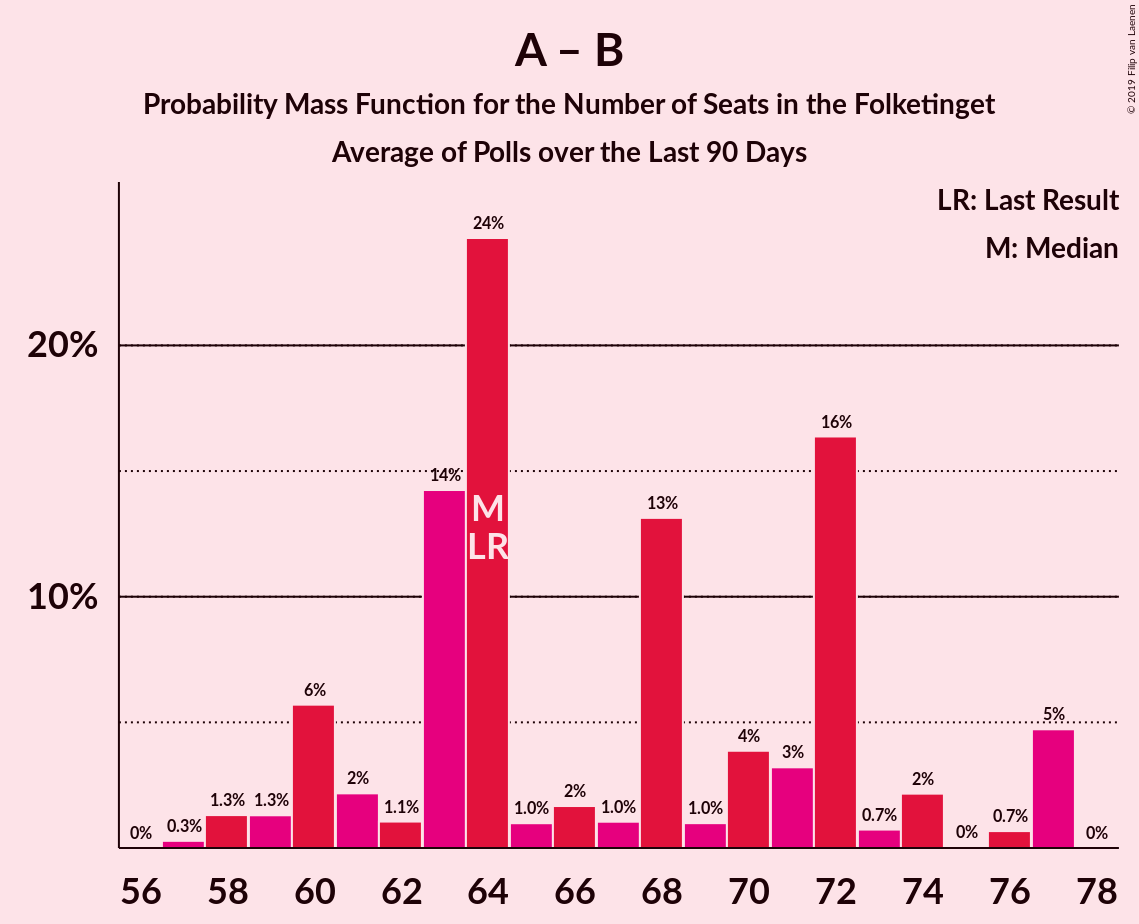 A – B
Probability Mass Function for the Number of Seats in the Folketinget
Average of Polls over the Last 90 Days
© 2019 Filip van Laenen
LR: Last Result
M: Median
20%
10%
0%
0.3%
1.3%
1.3%
6%
2%
1.1%
14%
24%
M
LR
1.0%
2%
1.0%
13%
1.0%
4%
3%
16%
0.7%
2%
0%
0.7%
5%
0%
56 58 60 62 64 66 68 70 72 74 76 78